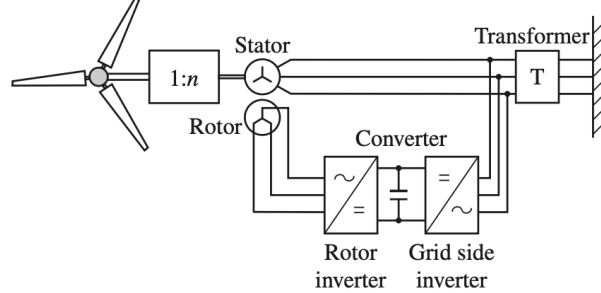 Transformer
Stator
1:n
T
Rotor
Converter
~
=
=
~
Rotor
inverter
Grid side
inverter